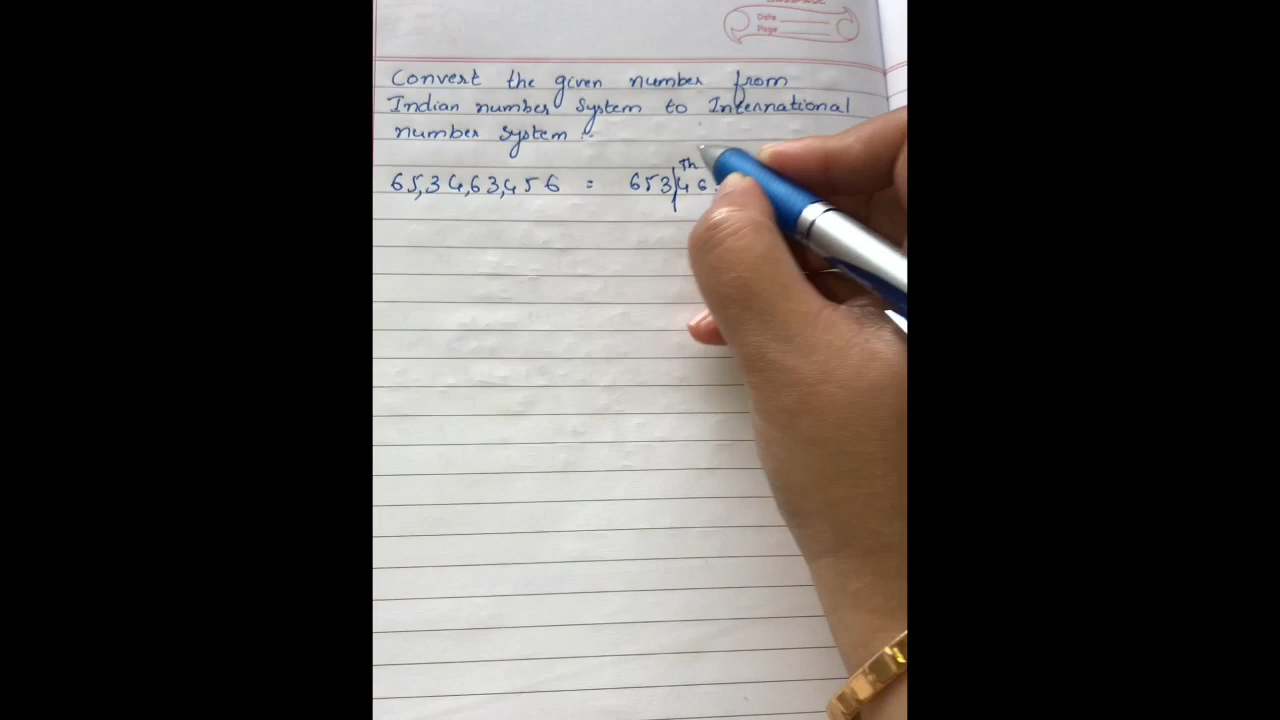 Date
Page
Convert the given number from
Indian number System to International
number system :-
65,34,63,456 = 653 46
Th